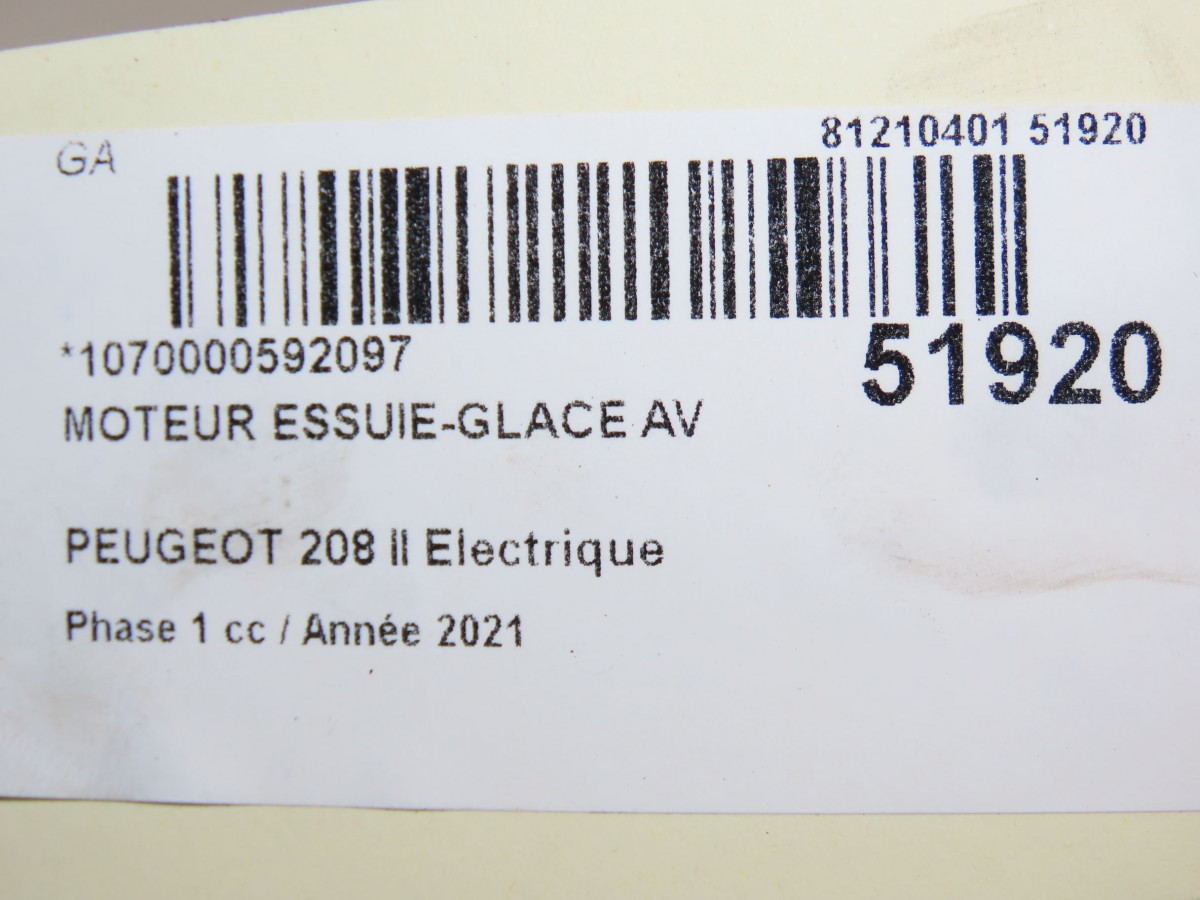 GA
81210401 51920
*1070000592097
51920
MOTEUR ESSUIE-GLACE AV
PEUGEOT 208 II Electrique
Phase 1 cc / Année 2021